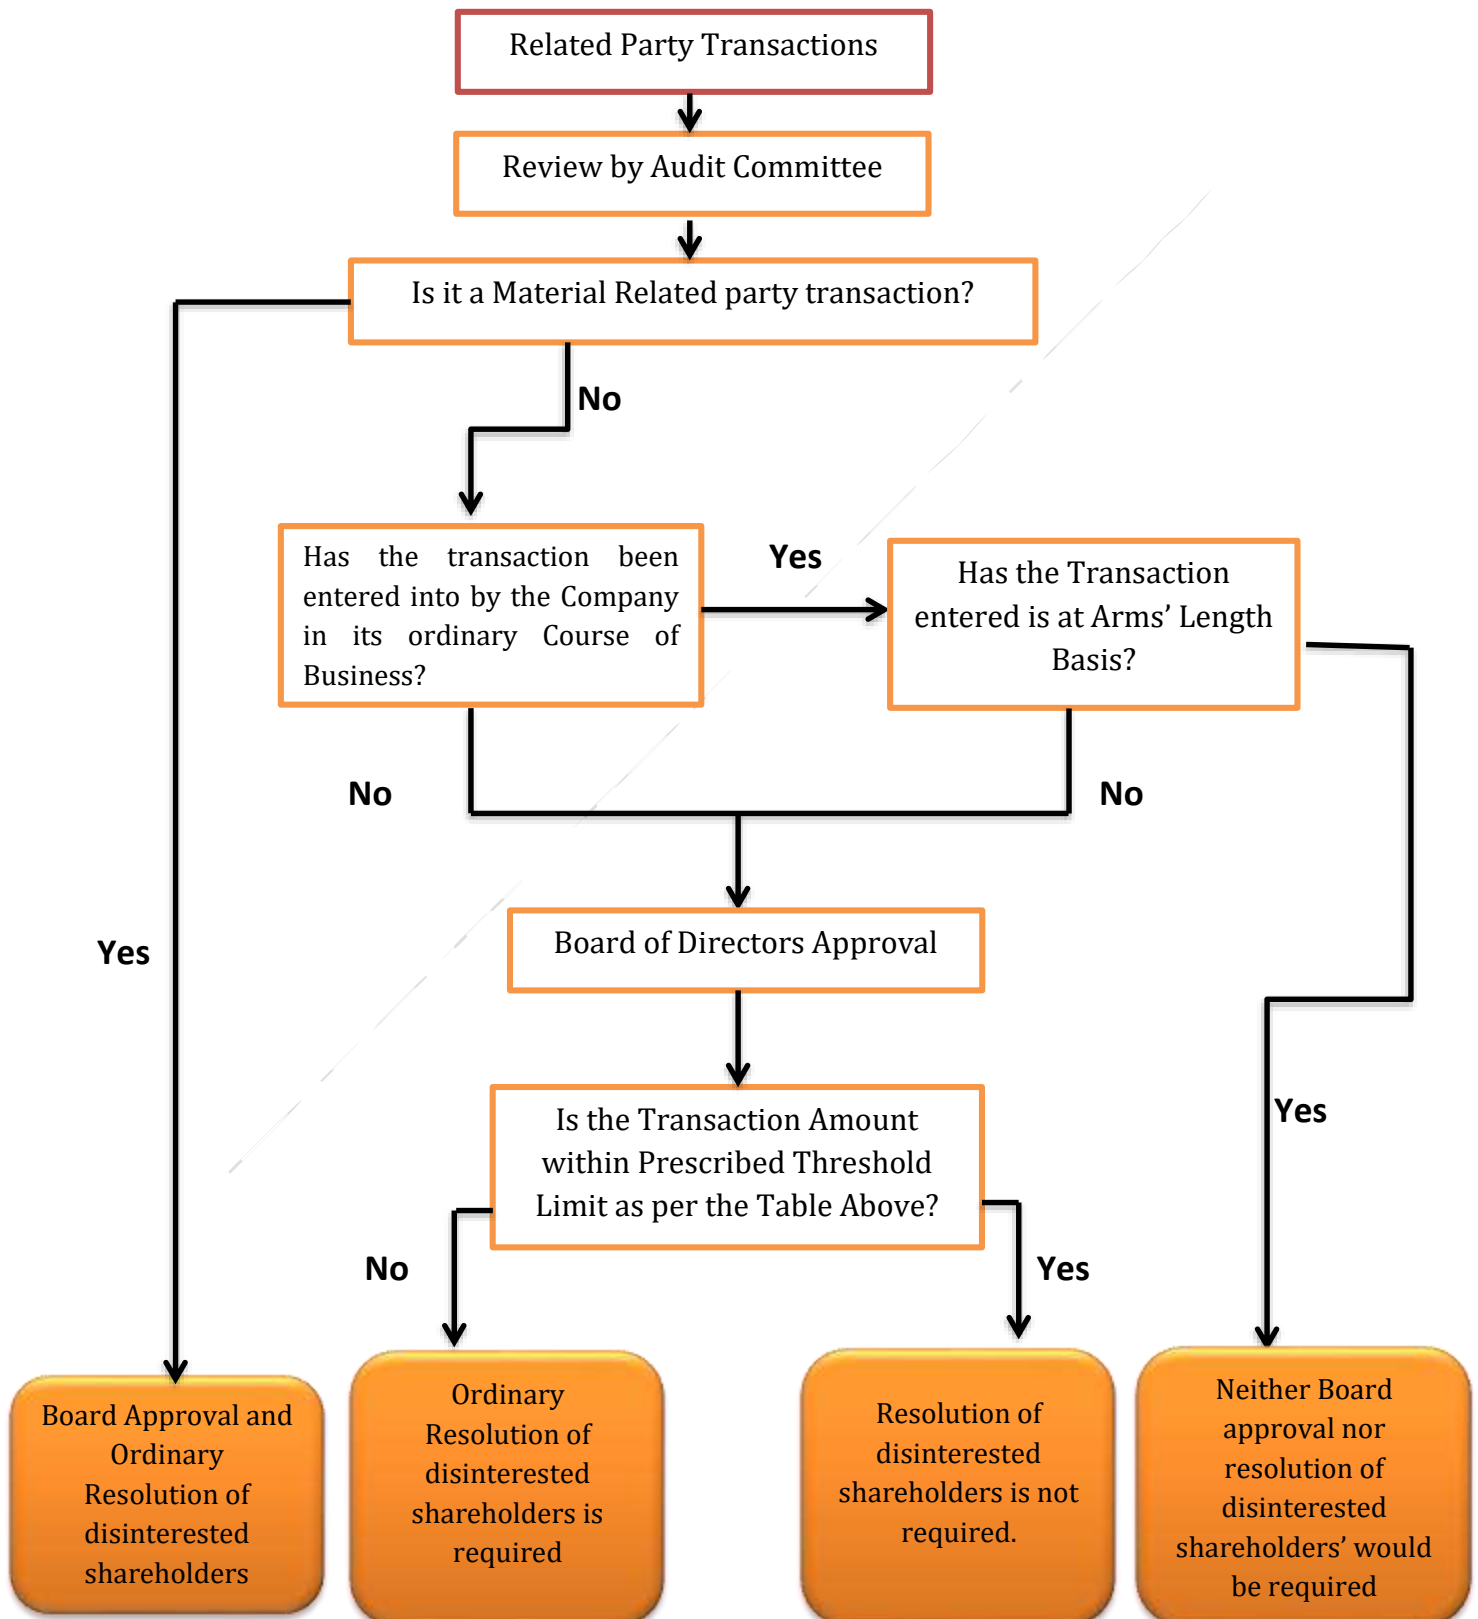 Related Party Transactions
Review by Audit Committee
Is it a Material Related party transaction?
No
Has the transaction been
entered into by the Company
in its ordinary Course of
Business?
Yes
Has the Transaction
entered is at Arms’ Length
Basis?
No
No
Board of Directors Approval
Yes
Is the Transaction Amount
within Prescribed Threshold
Limit as per the Table Above?
Yes
No
Yes
Board Approval and
Ordinary
Resolution of
disinterested
shareholders
Ordinary
Resolution of
disinterested
shareholders is
required
Resolution of
disinterested
shareholders is not
required.
Neither Board
approval nor
resolution of
disinterested
shareholders’ would
be required